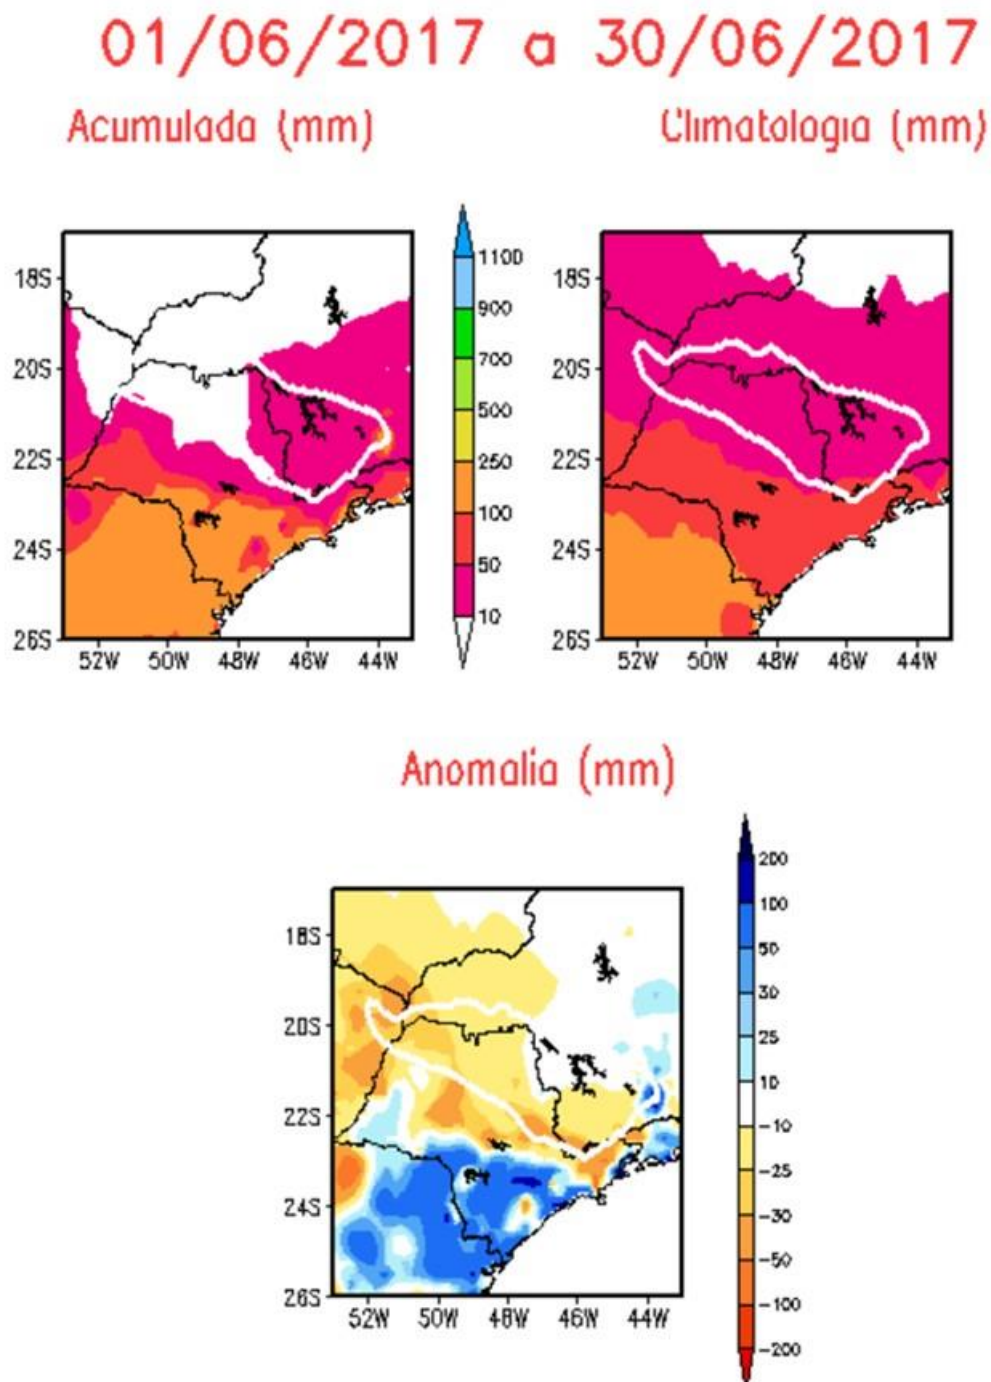 01/06/2017 a 30/06/2017
Acumulada (mm)
Climatologia (mm)
18S
20S
22S
24S
26S
52W 50W 48W 46W 44W
1100
900
700
500
250
100
50
10
18S
20S
22S
24S
26S
52W 50W 48W 46W 44W
Anomalia (mm)
18S
20S
22S
24S
26S
52W 50W 48W 46W 44W
200
100
50
30
25
10
-10
-25
-30
-50
-100
-200